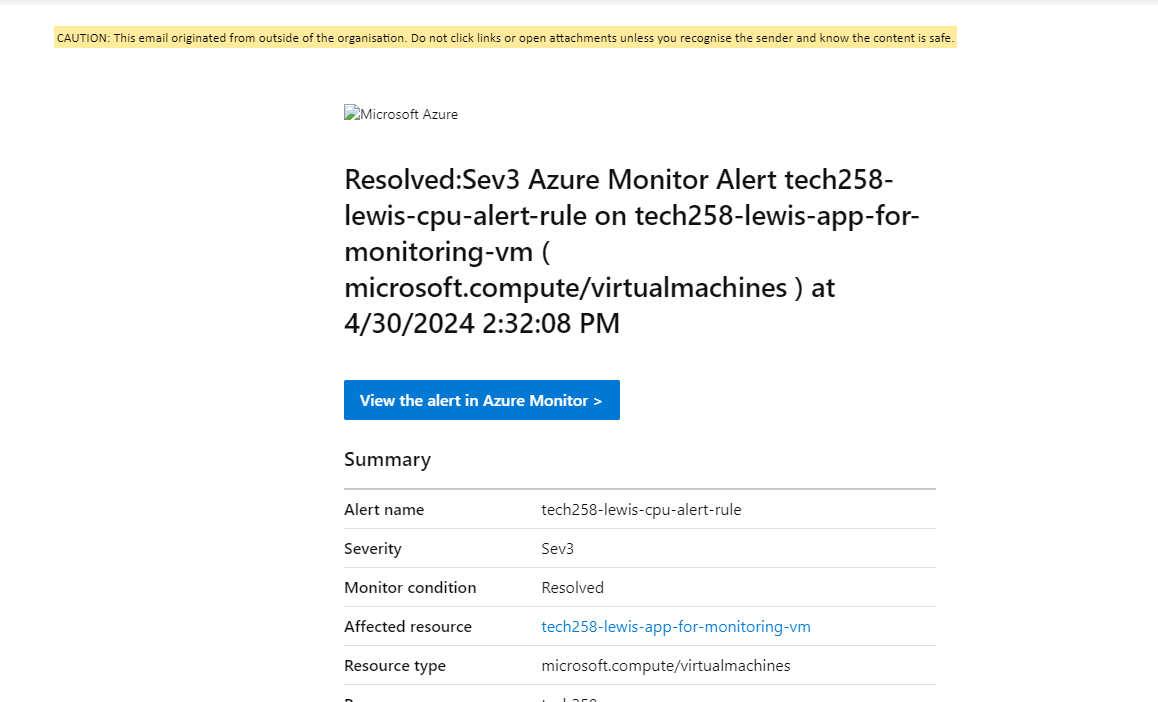 CAUTION: This email originated from outside of the organisation. Do not click links or open attachments unless you recognise the sender and know the content is safe.
Microsoft Azure
Resolved:Sev3 Azure Monitor Alert tech258-
lewis-cpu-alert-rule on tech258-lewis-app-for-
monitoring-vm (
microsoft.compute/virtualmachines ) at
4/30/2024 2:32:08 PM
View the alert in Azure Monitor >
Summary
Alert name tech258-lewis-cpu-alert-rule
Severity Sev3
Monitor condition Resolved
Affected resource tech258-lewis-app-for-monitoring-vm
Resource type microsoft.compute/virtualmachines